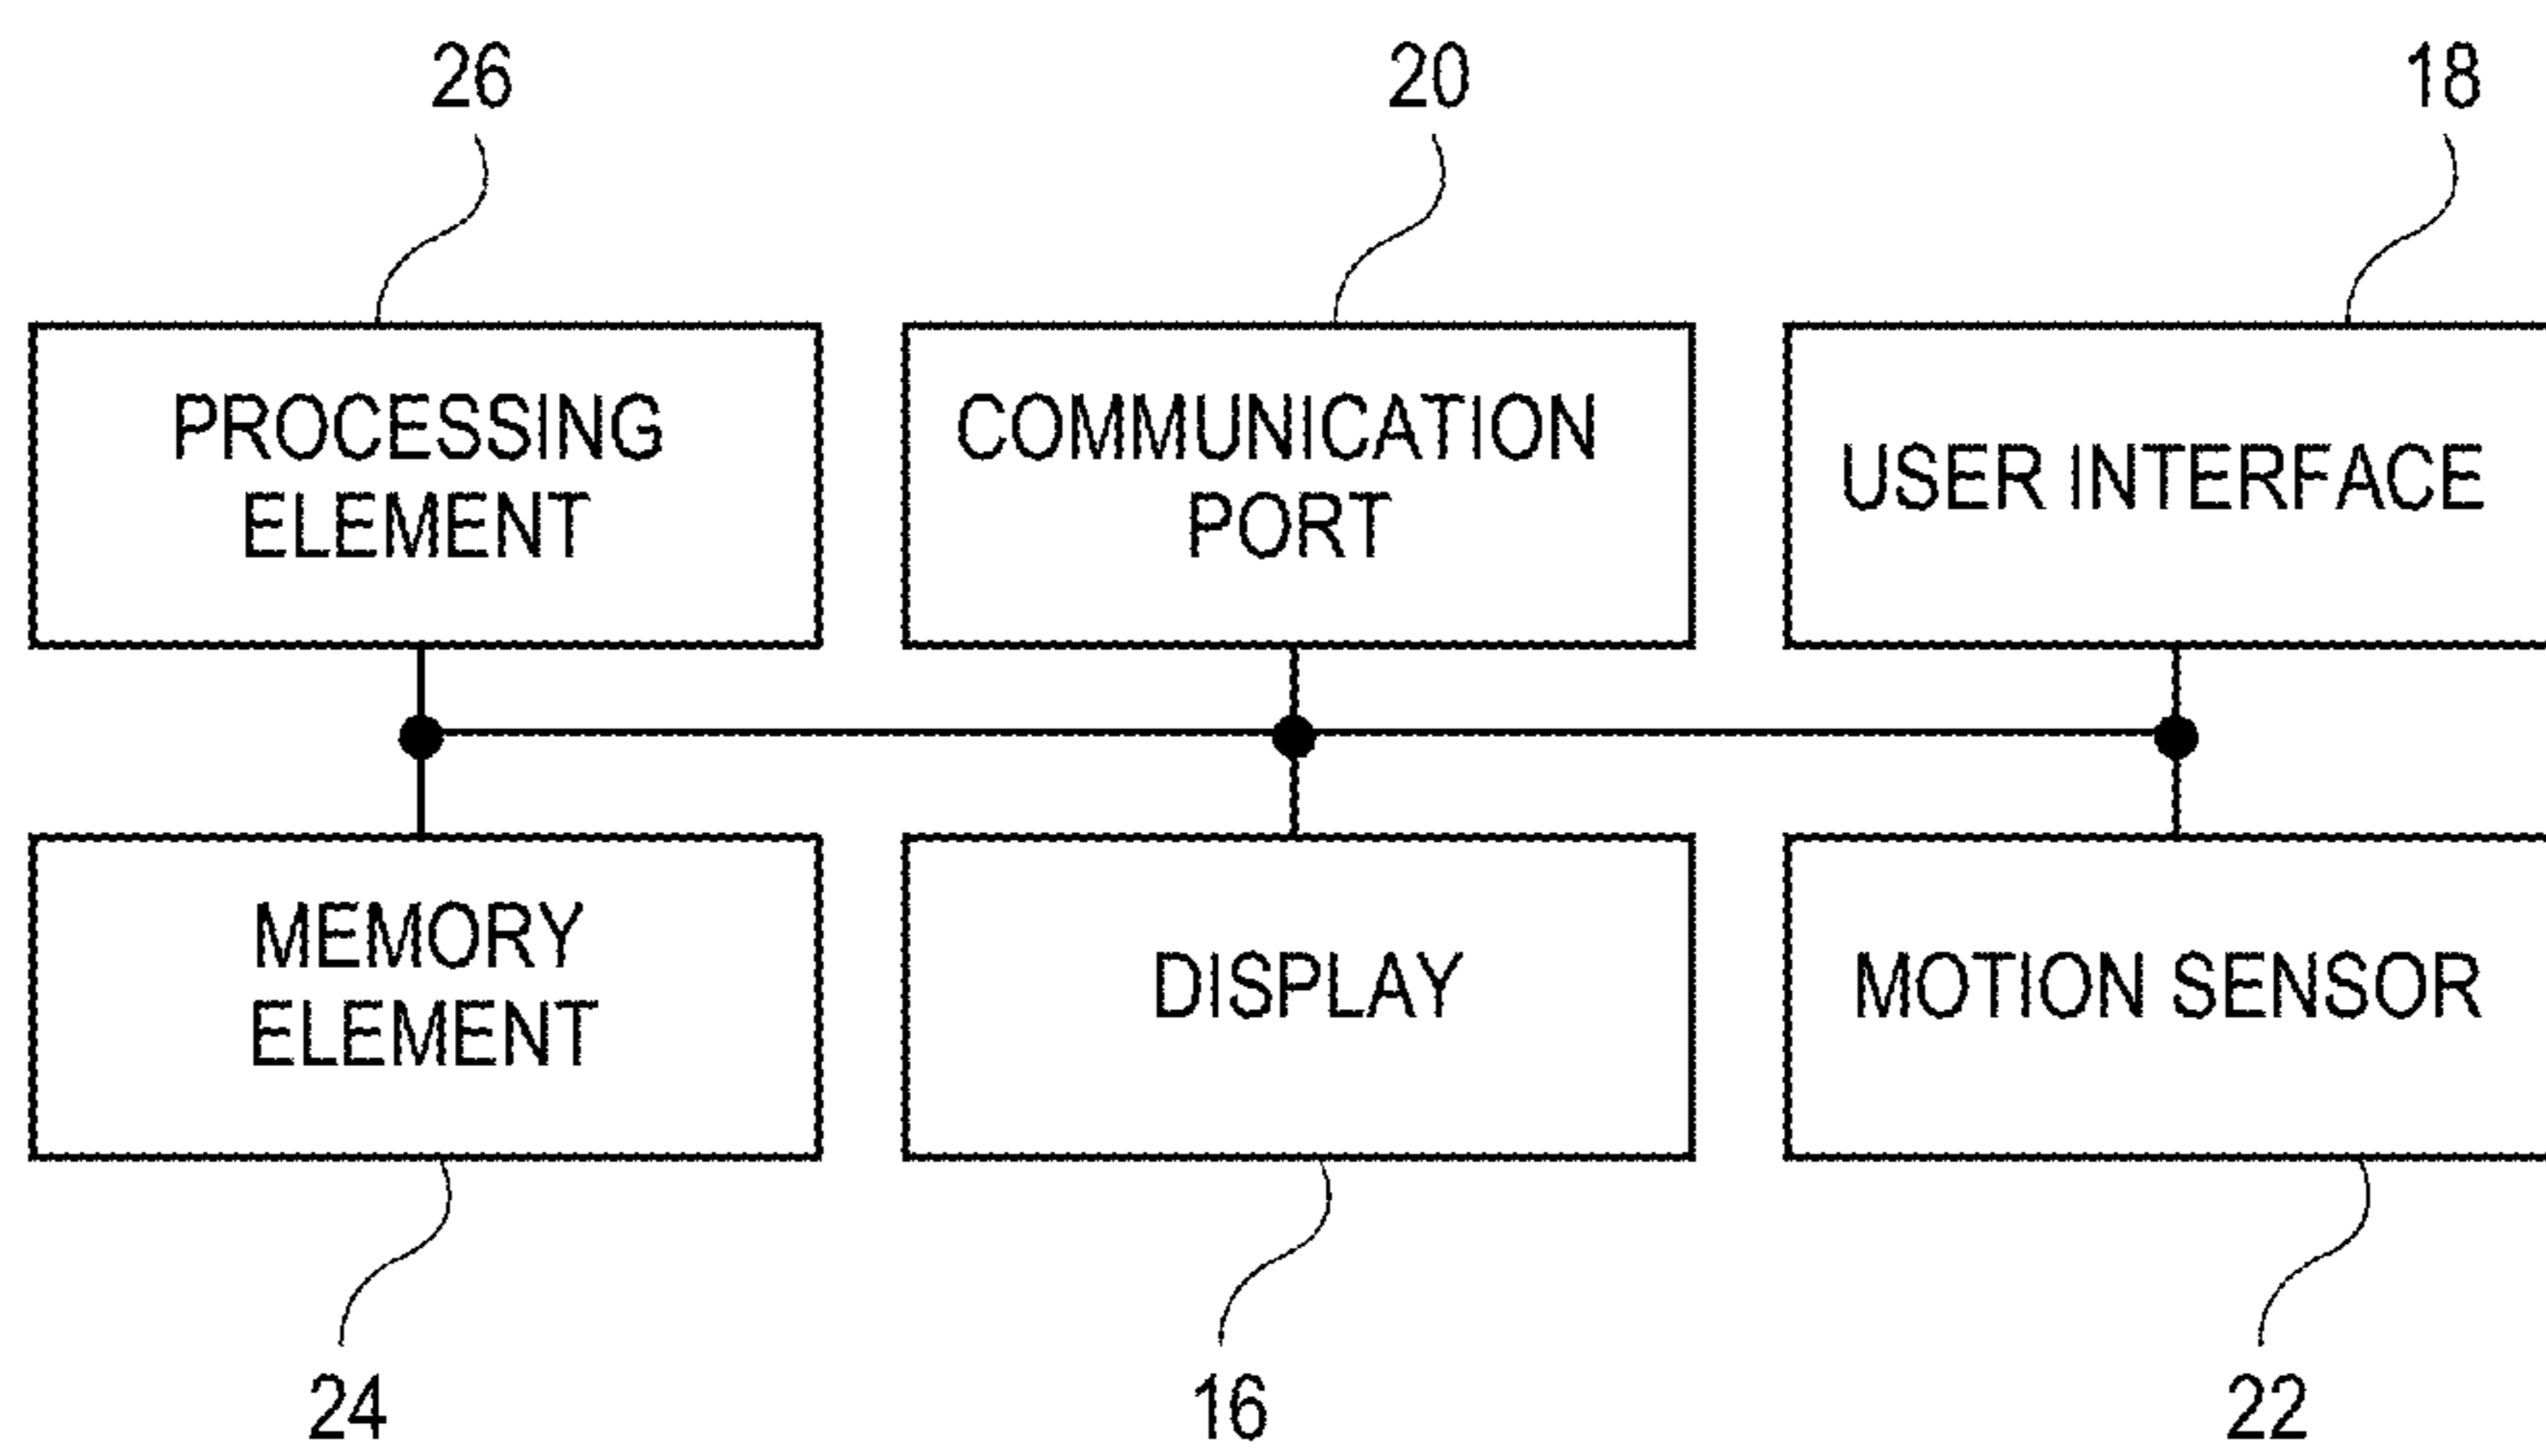 26
20
18
PROCESSING
ELEMENT
COMMUNICATION
PORT
USER INTERFACE
MEMORY
ELEMENT
DISPLAY
MOTION SENSOR
24
16
22